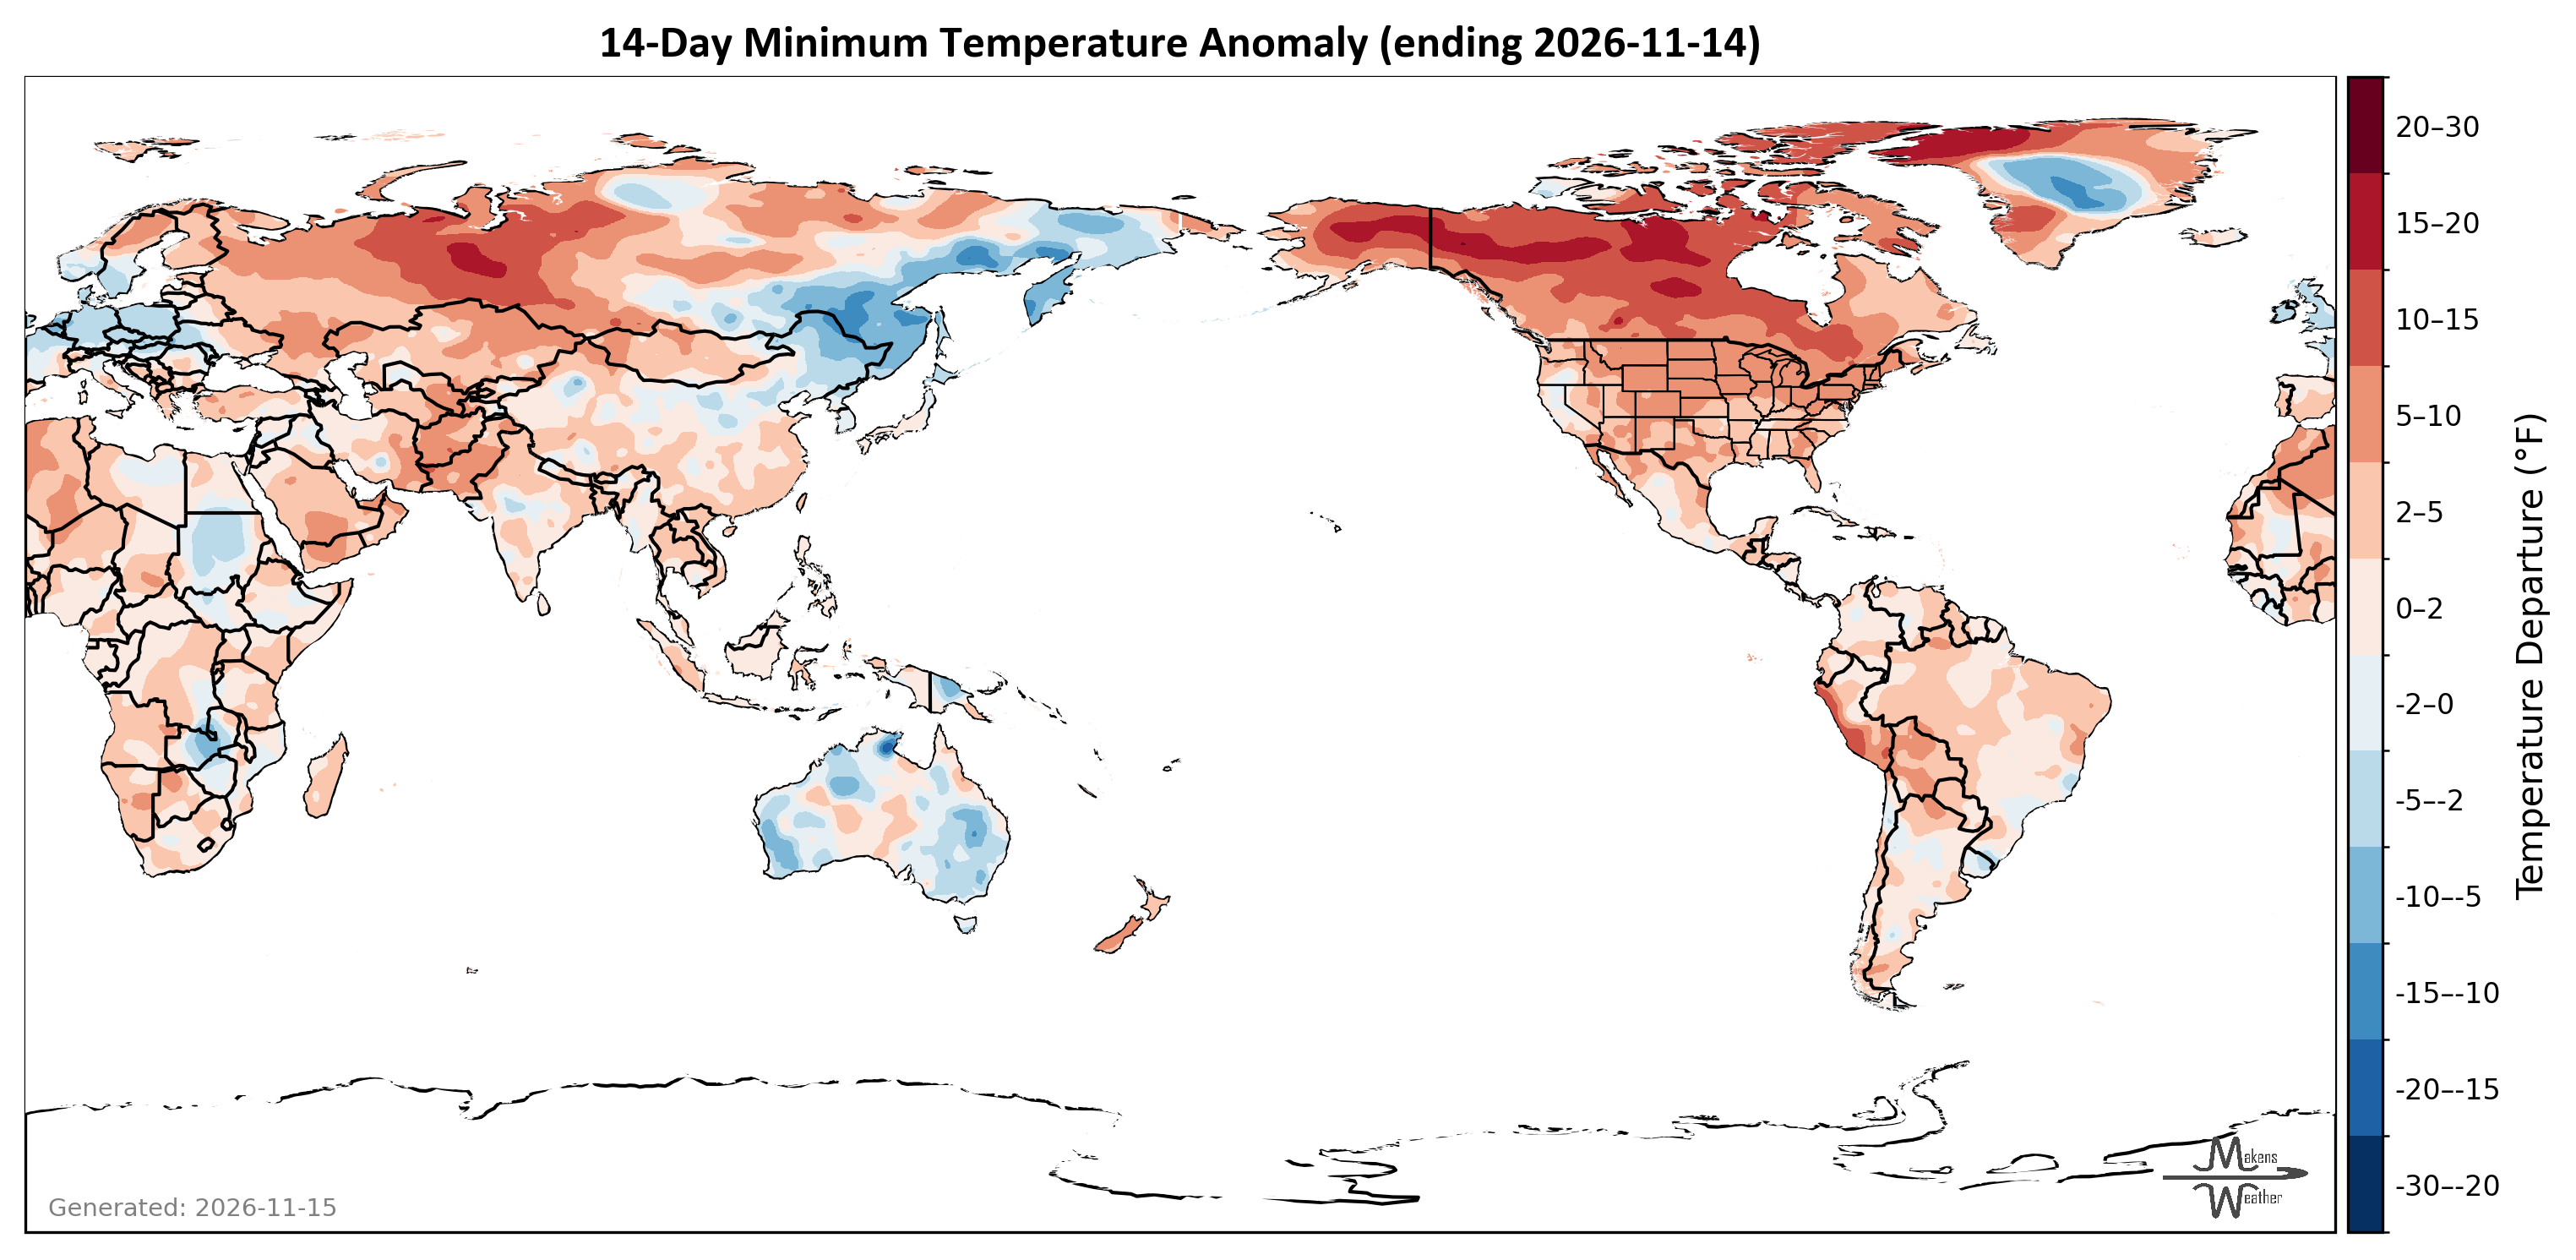 14-Day Minimum Temperature Anomaly (ending 2026-11-14)
20–30
15–20
10–15
5–10
2–5
0–2
-2–0
-5–-2
-10–-5
-15–-10
-20–-15
-30–-20
Temperature Departure (°F)
Makens
Weather
Generated: 2026-11-15